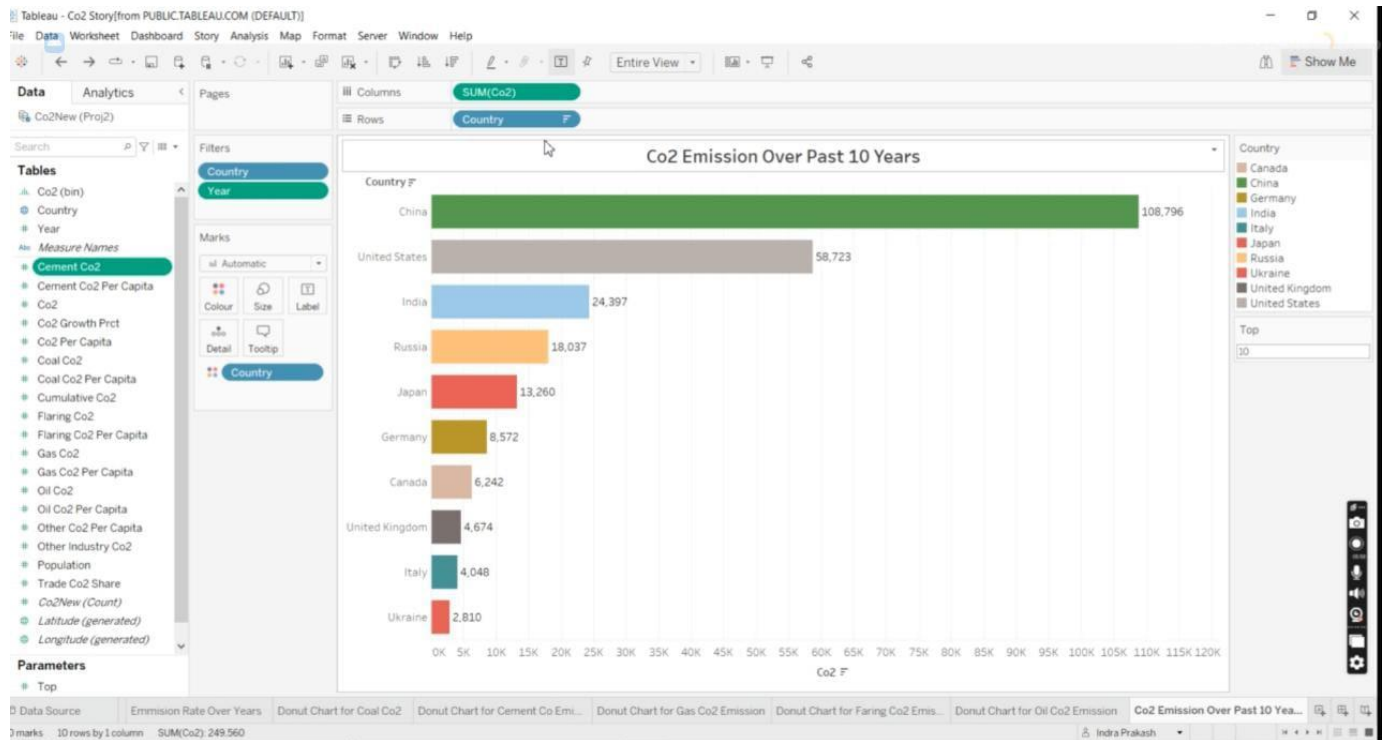 Tableau - Co2 Story[from PUBLIC.TABLEAU.COM (DEFAULT)]
File Data Worksheet Dashboard Story Analysis Map Format Server Window Help
Entire View
Show Me
Data Analytics
Co2New (Proj2)
Search
Tables
Co2 (bin)
Country
Year
Abc Measure Names
Cement Co2
Cement Co2 Per Capita
Co2
Co2 Growth Prct
Co2 Per Capita
Coal Co2
Coal Co2 Per Capita
Cumulative Co2
Flaring Co2
Flaring Co2 Per Capita
Gas Co2
Gas Co2 Per Capita
Oil Co2
Oil Co2 Per Capita
Other Co2 Per Capita
Other Industry Co2
Population
Trade Co2 Share
Co2New (Count)
Latitude (generated)
Longitude (generated)
Parameters
Top
Pages
Filters
Country
Year
Marks
Automatic
Colour Size Label
Detail Tooltip
Country
Columns SUM(Co2)
Rows Country
Co2 Emission Over Past 10 Years
Country
China 108,796
United States 58,723
India 24,397
Russia 18,037
Japan 13,260
Germany 8,572
Canada 6,242
United Kingdom 4,674
Italy 4,048
Ukraine 2,810
0K 5K 10K 15K 20K 25K 30K 35K 40K 45K 50K 55K 60K 65K 70K 75K 80K 85K 90K 95K 100K 105K 110K 115K 120K
Co2
Country
Canada
China
Germany
India
Italy
Japan
Russia
Ukraine
United Kingdom
United States
Top
10
Data Source Emmision Rate Over Years Donut Chart for Coal Co2 Donut Chart for Cement Co Emi... Donut Chart for Gas Co2 Emission Donut Chart for Faring Co2 Emis... Donut Chart for Oil Co2 Emission Co2 Emission Over Past 10 Yea...
marks 10 rows by 1 column SUM(Co2): 249.560
Indra Prakash